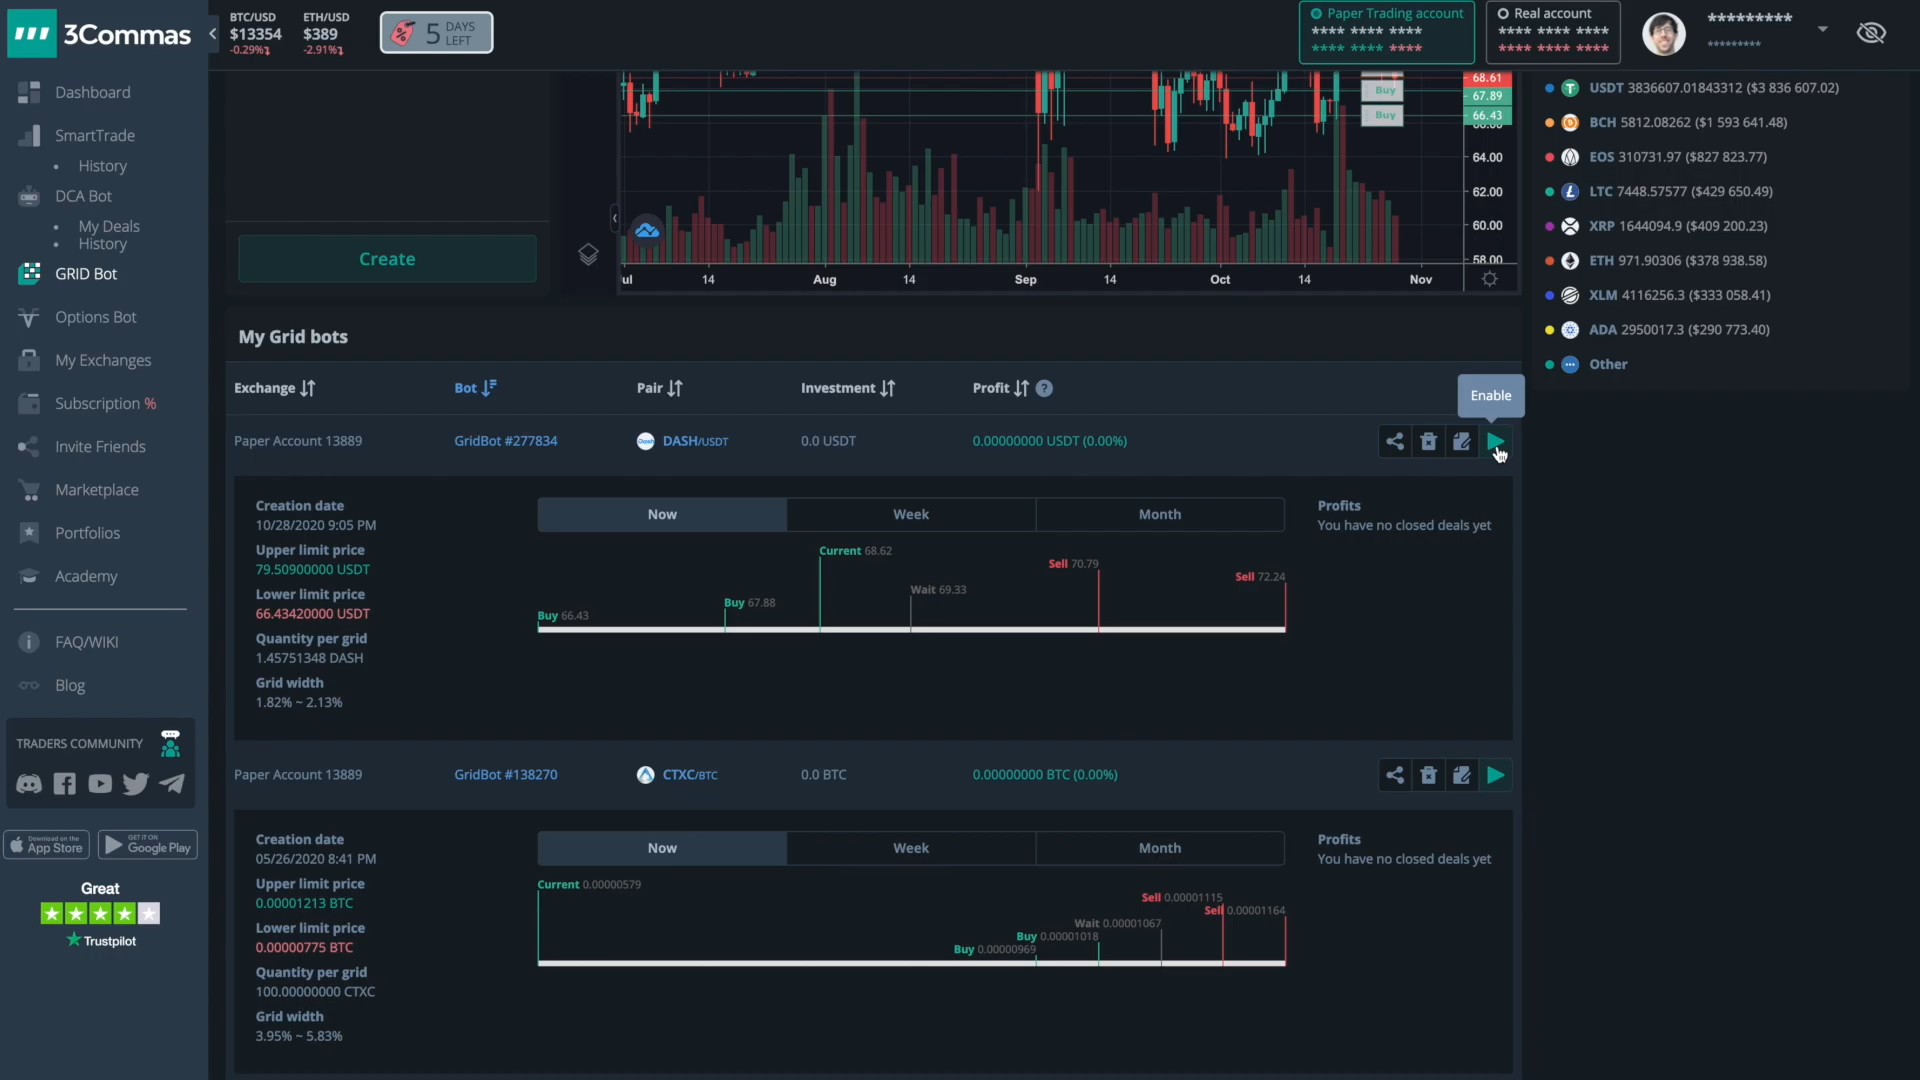 3Commas
BTC/USD
$13354
-0.29%
ETH/USD
$389
-2.91%
5 DAYS LEFT
Paper Trading account
**** **** ****
**** **** ****
Real account
**** **** ****
**** **** ****
*********
*********
Dashboard
SmartTrade
History
DCA Bot
My Deals
History
GRID Bot
Options Bot
My Exchanges
Subscription %
Invite Friends
Marketplace
Portfolios
Academy
FAQ/WIKI
Blog
TRADERS COMMUNITY
Download on the App Store
GET IT ON Google Play
Great
Trustpilot
Create
Buy
Buy
68.61
67.89
66.43
64.00
62.00
60.00
58.00
14
Aug
14
Sep
14
Oct
14
Nov
USDT 3836607.01843312 ($3 836 607.02)
BCH 5812.08262 ($1 593 641.48)
EOS 310731.97 ($827 823.77)
LTC 7448.57577 ($429 650.49)
XRP 1644094.9 ($409 200.23)
ETH 971.90306 ($378 938.58)
XLM 4116256.3 ($333 058.41)
ADA 2950017.3 ($290 773.40)
Other
My Grid bots
Exchange Bot Pair Investment Profit ?
Enable
Paper Account 13889 GridBot #277834 DASH/USDT 0.0 USDT 0.00000000 USDT (0.00%)
Creation date
10/28/2020 9:05 PM
Upper limit price
79.50900000 USDT
Lower limit price
66.43420000 USDT
Quantity per grid
1.45751348 DASH
Grid width
1.82% ~ 2.13%
Now Week Month
Current 68.62
Sell 70.79
Sell 72.24
Wait 69.33
Buy 67.88
Buy 66.43
Profits
You have no closed deals yet
Paper Account 13889 GridBot #138270 CTXC/BTC 0.0 BTC 0.00000000 BTC (0.00%)
Creation date
05/26/2020 8:41 PM
Upper limit price
0.00001213 BTC
Lower limit price
0.00000775 BTC
Quantity per grid
100.00000000 CTXC
Grid width
3.95% ~ 5.83%
Now Week Month
Current 0.00000579
Sell 0.00001115
Sell 0.00001164
Wait 0.00001067
Buy 0.00001018
Buy 0.00000969
Profits
You have no closed deals yet